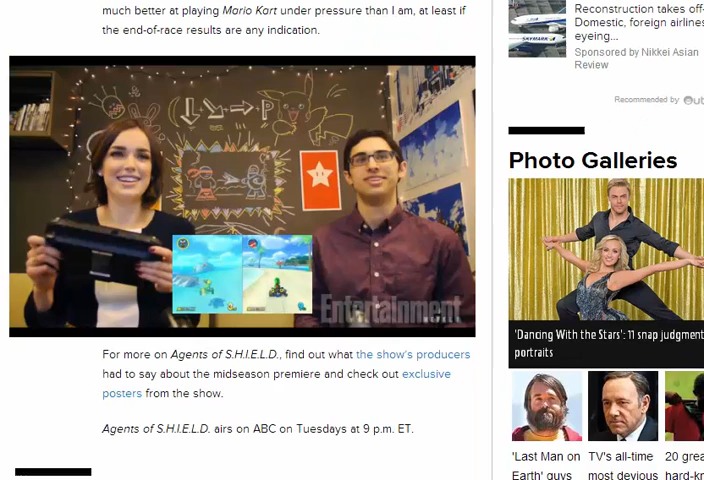 much better at playing Mario Kart under pressure than I am, at least if
the end-of-race results are any indication.
Entertainment
For more on Agents of S.H.I.E.L.D., find out what the show's producers
had to say about the midseason premiere and check out exclusive
posters from the show.
Agents of S.H.I.E.L.D. airs on ABC on Tuesdays at 9 p.m. ET.
Reconstruction takes off
Domestic, foreign airlines
eyeing...
Sponsored by Nikkei Asian
Review
SKYMARK
Recommended by
Photo Galleries
'Dancing With the Stars': 11 snap judgment
portraits
'Last Man on
Earth' guys
TV's all-time
most devious
20 grea
hard-kn